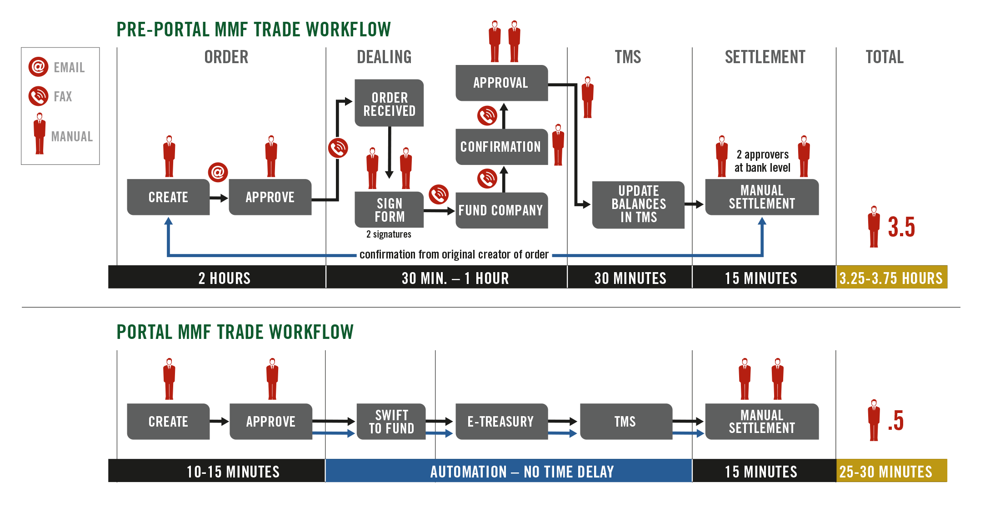 PRE-PORTAL MMF TRADE WORKFLOW
@ EMAIL
FAX
MANUAL
ORDER
DEALING
TMS
SETTLEMENT
TOTAL
CREATE
@
APPROVE
ORDER
RECEIVED
SIGN
FORM
2 signatures
FUND COMPANY
CONFIRMATION
APPROVAL
UPDATE
BALANCES
IN TMS
2 approvers
at bank level
MANUAL
SETTLEMENT
3.5
confirmation from original creator of order
2 HOURS
30 MIN. – 1 HOUR
30 MINUTES
15 MINUTES
3.25-3.75 HOURS
PORTAL MMF TRADE WORKFLOW
CREATE
APPROVE
SWIFT
TO FUND
E-TREASURY
TMS
MANUAL
SETTLEMENT
.5
10-15 MINUTES
AUTOMATION – NO TIME DELAY
15 MINUTES
25-30 MINUTES